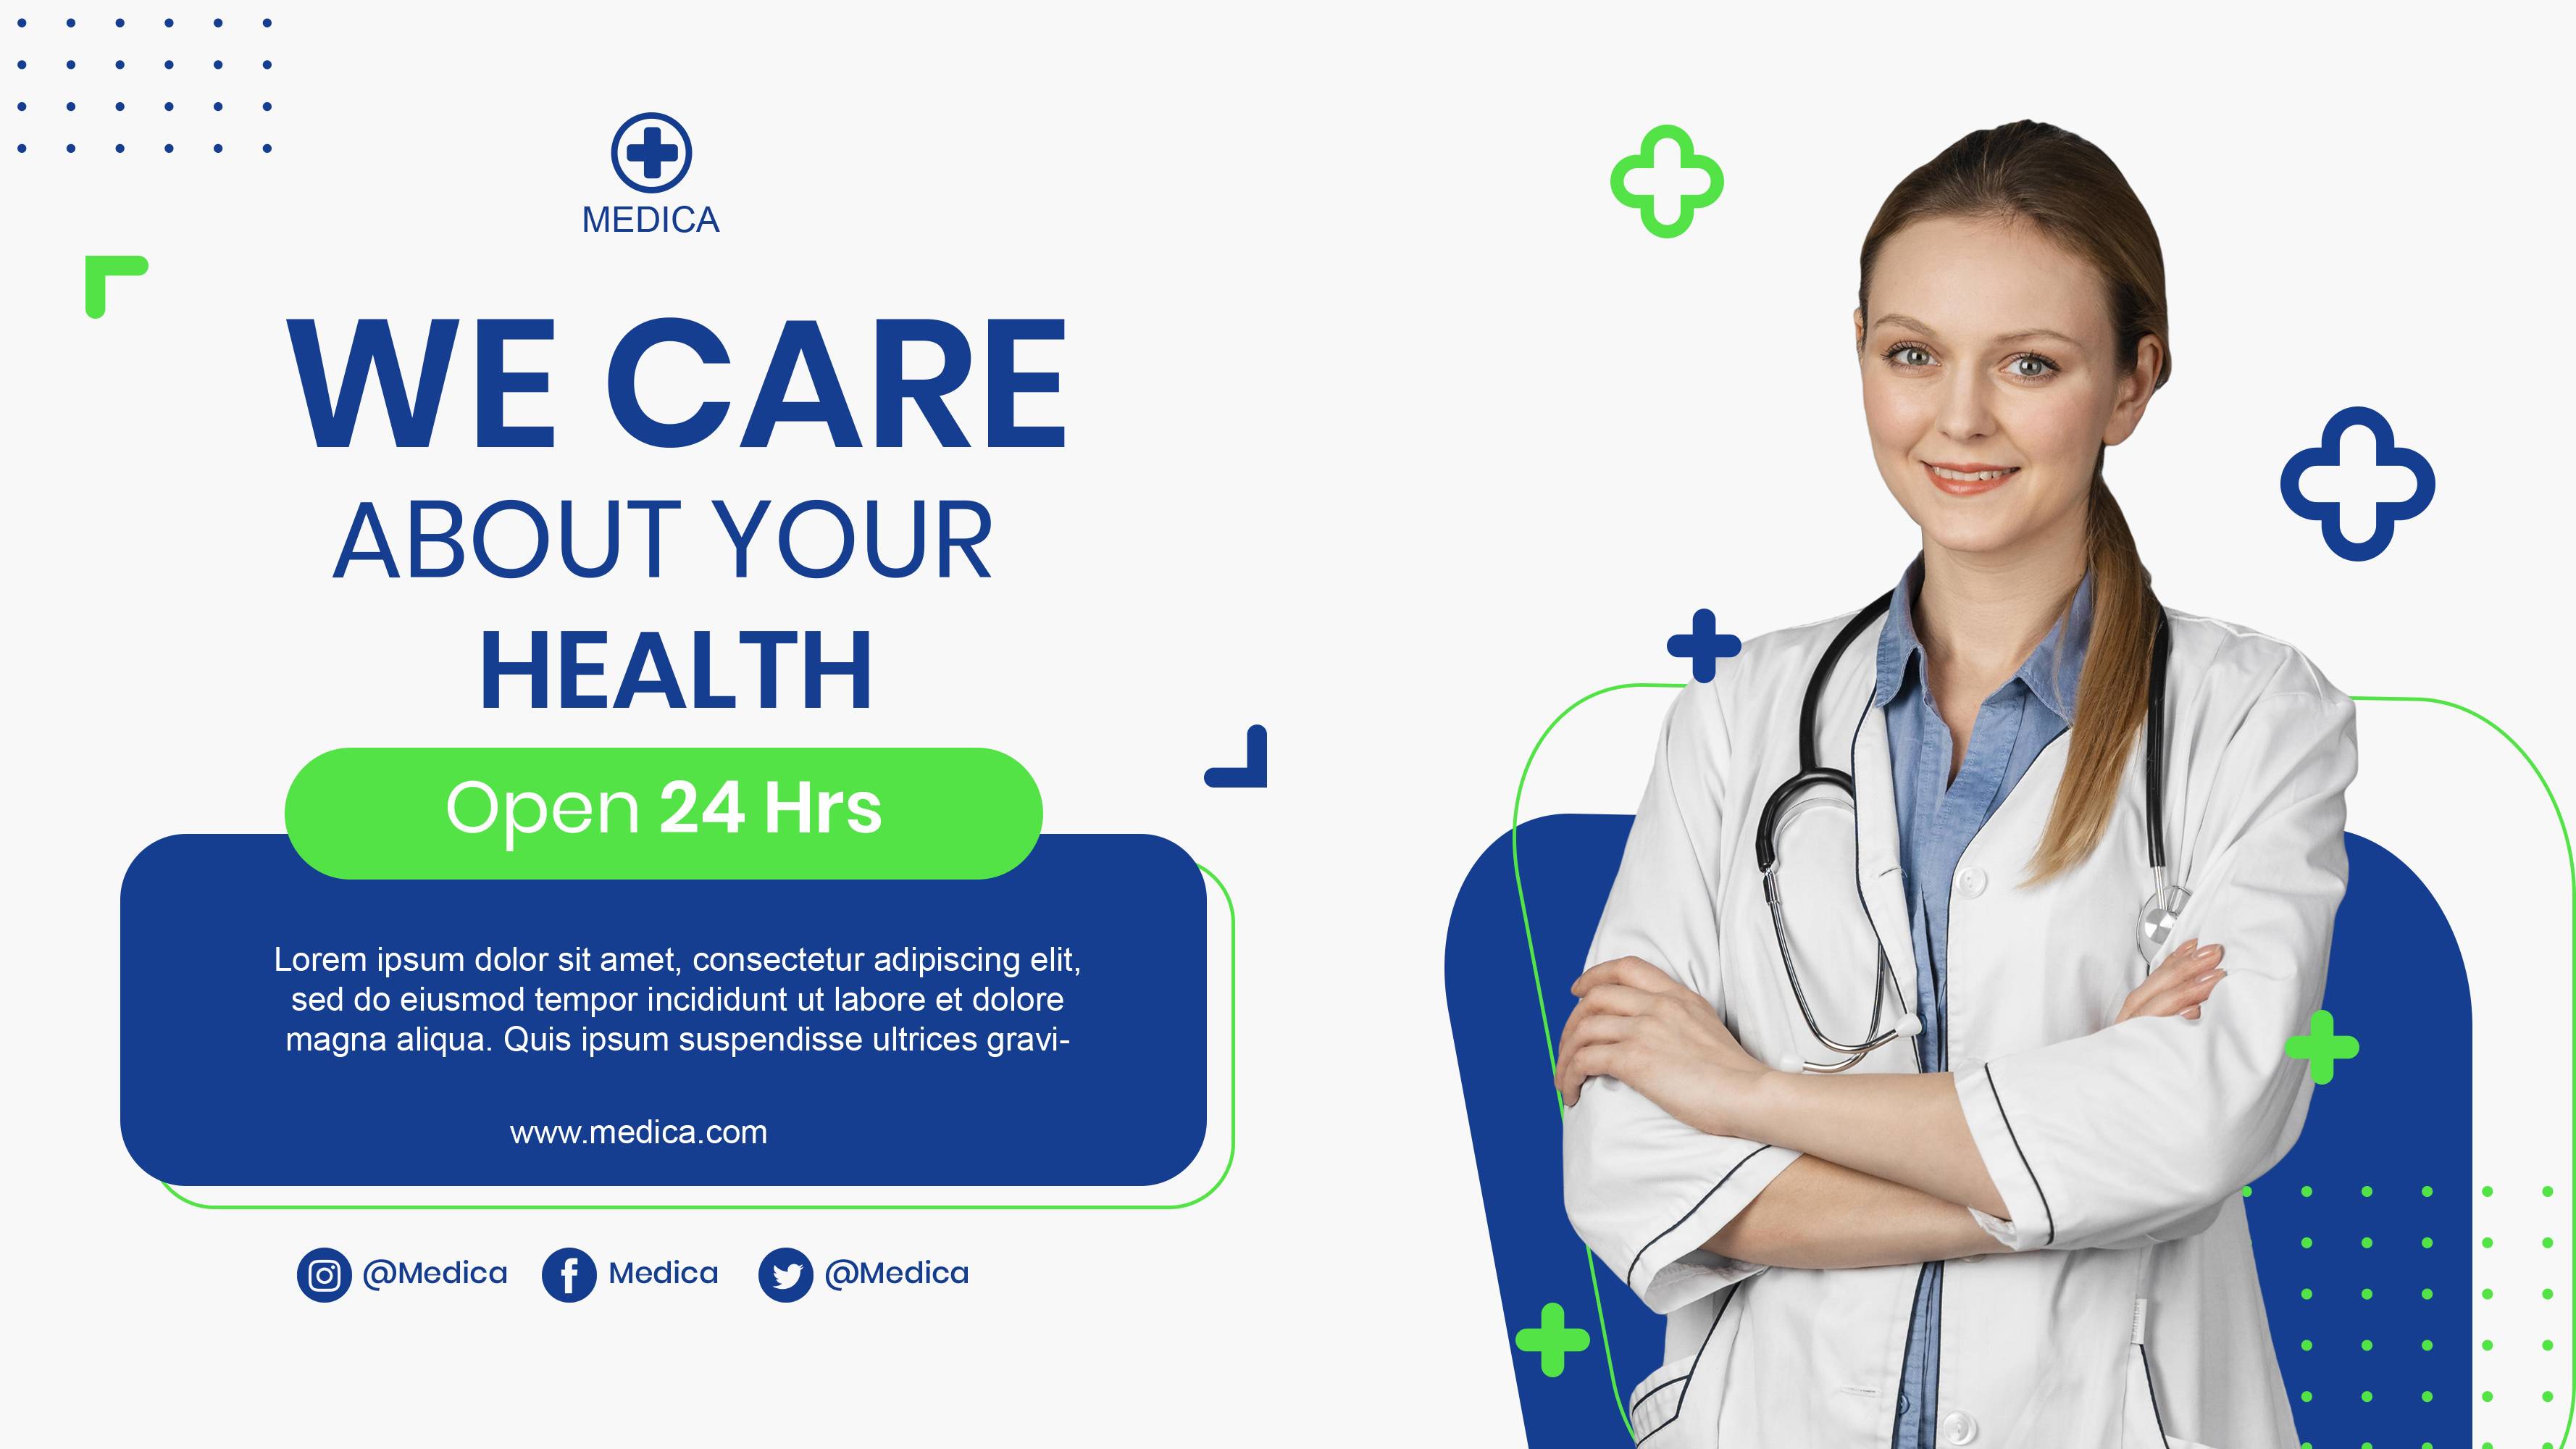 MEDICA
WE CARE
ABOUT YOUR
HEALTH
Open 24 Hrs
Lorem ipsum dolor sit amet, consectetur adipiscing elit,
sed do eiusmod tempor incididunt ut labore et dolore
magna aliqua. Quis ipsum suspendisse ultrices gravi-
www.medica.com
@Medica Medica @Medica